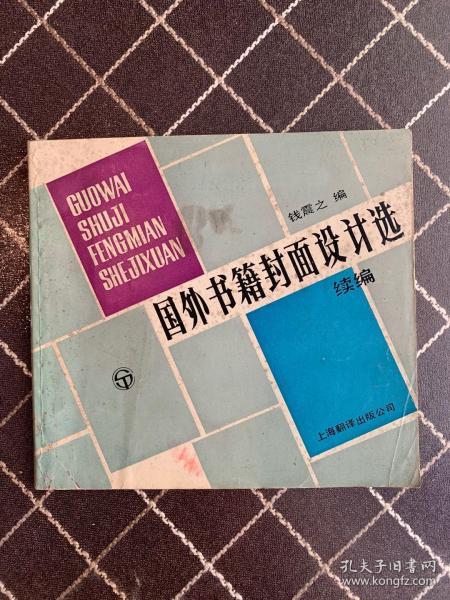 GUOWAI
SHUJI
FENGMIAN
SHEJIXUAN
钱震之 编
国外书籍封面设计选
续编
上海翻译出版公司
孔夫子旧书网
www.kongfz.com